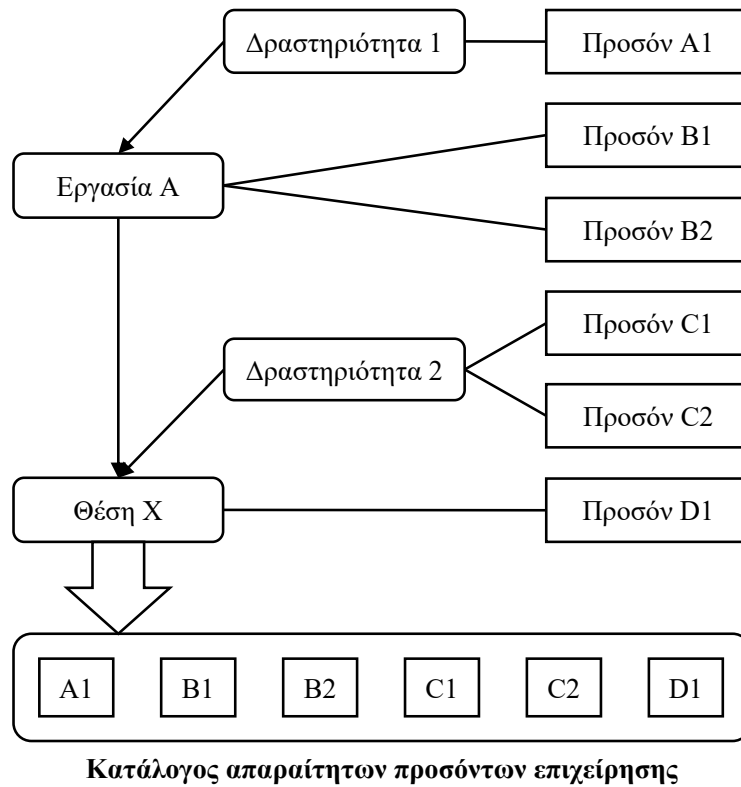 Δραστηριότητα 1
Προσόν A1
Προσόν B1
Εργασία A
Προσόν B2
Προσόν C1
Δραστηριότητα 2
Προσόν C2
Θέση X
Προσόν D1
A1 B1 B2 C1 C2 D1
Κατάλογος απαραίτητων προσόντων επιχείρησης